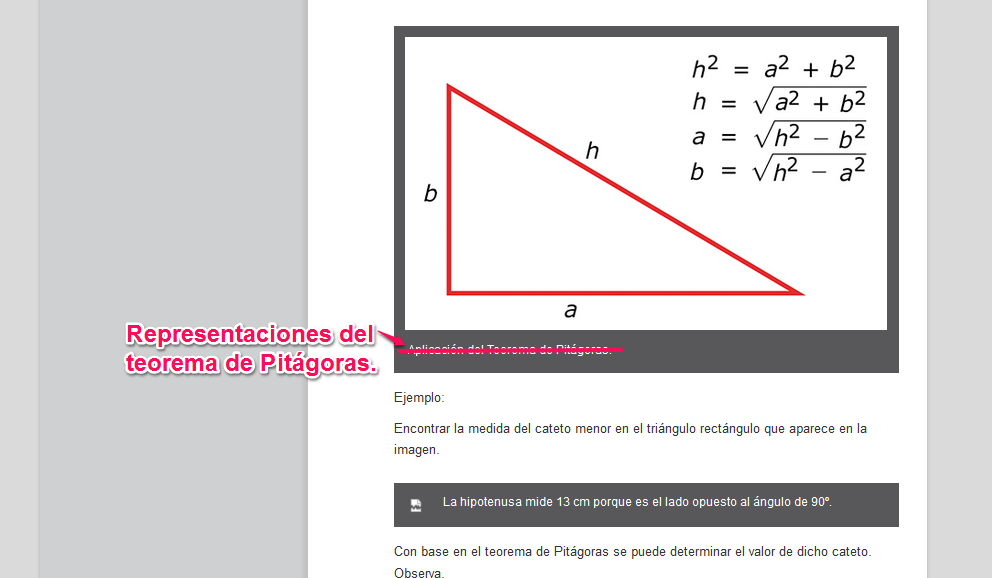 h² = a² + b²
h = √a² + b²
a = √h² − b²
b = √h² − a²
h
b
a
Representaciones del
teorema de Pitágoras.
Aplicación del Teorema de Pitágoras.
Ejemplo:
Encontrar la medida del cateto menor en el triángulo rectángulo que aparece en la
imagen.
La hipotenusa mide 13 cm porque es el lado opuesto al ángulo de 90º.
Con base en el teorema de Pitágoras se puede determinar el valor de dicho cateto.
Observa.